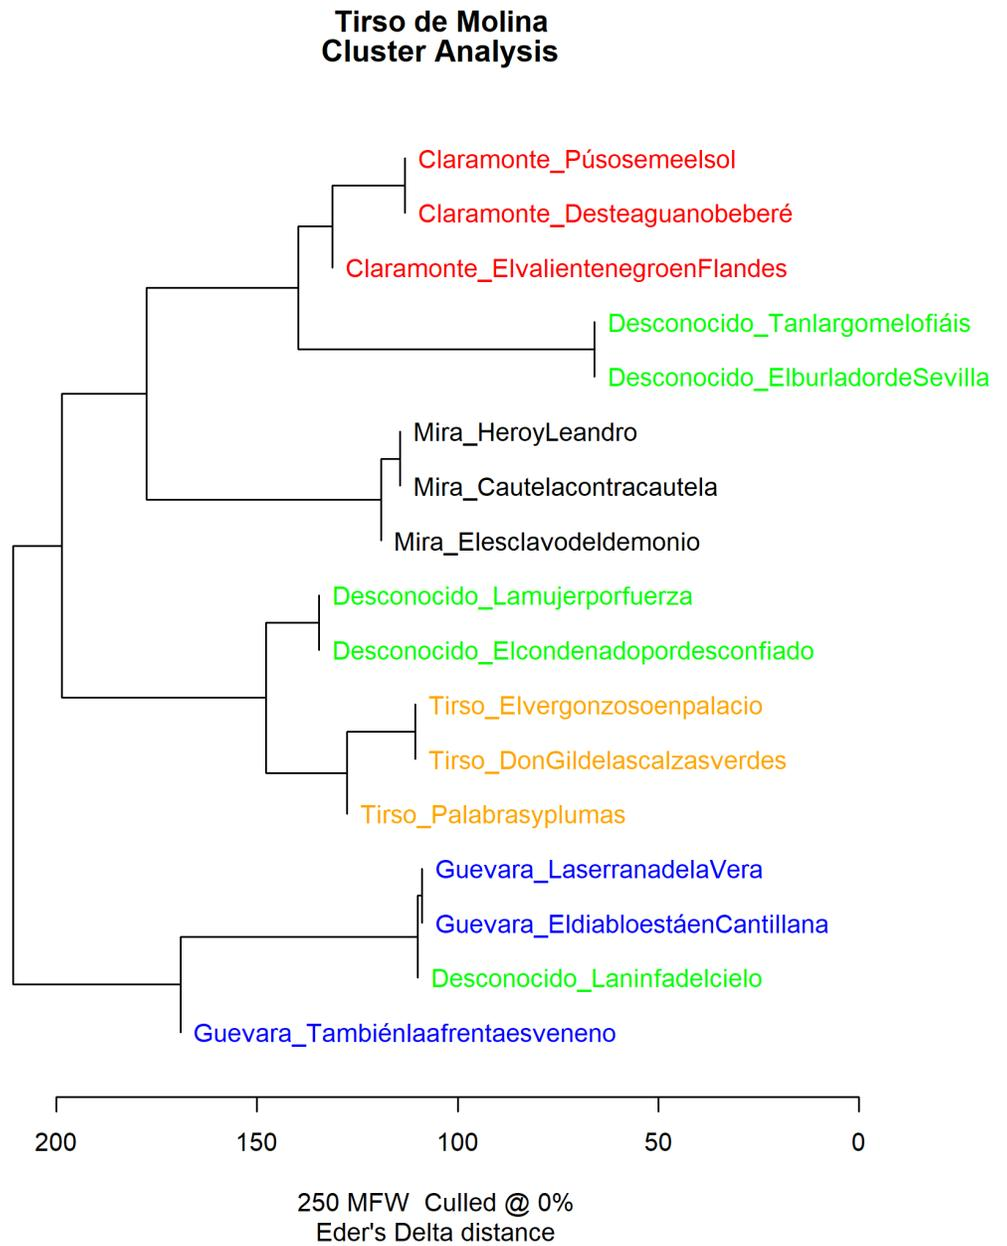 Tirso de Molina
Cluster Analysis
Claramonte_Púsosemeelsol
Claramonte_Desteaguanobeberé
Claramonte_ElvalientenegroenFlandes
Desconocido_Tanlargomelofiáis
Desconocido_ElburladordeSevilla
Mira_HeroyLeandro
Mira_Cautelacontracautela
Mira_Elesclavodeldemonio
Desconocido_Lamujerporfuerza
Desconocido_Elcondenadopordesconfiado
Tirso_Elvergonzosoenpalacio
Tirso_DonGildelascalzasverdes
Tirso_Palabrasyplumas
Guevara_LaserranadelaVera
Guevara_EldiabloestáenCantillana
Desconocido_Laninfadelcielo
Guevara_Tambiénlaafrentaesveneno
200 150 100 50 0
250 MFW  Culled @ 0%
Eder's Delta distance